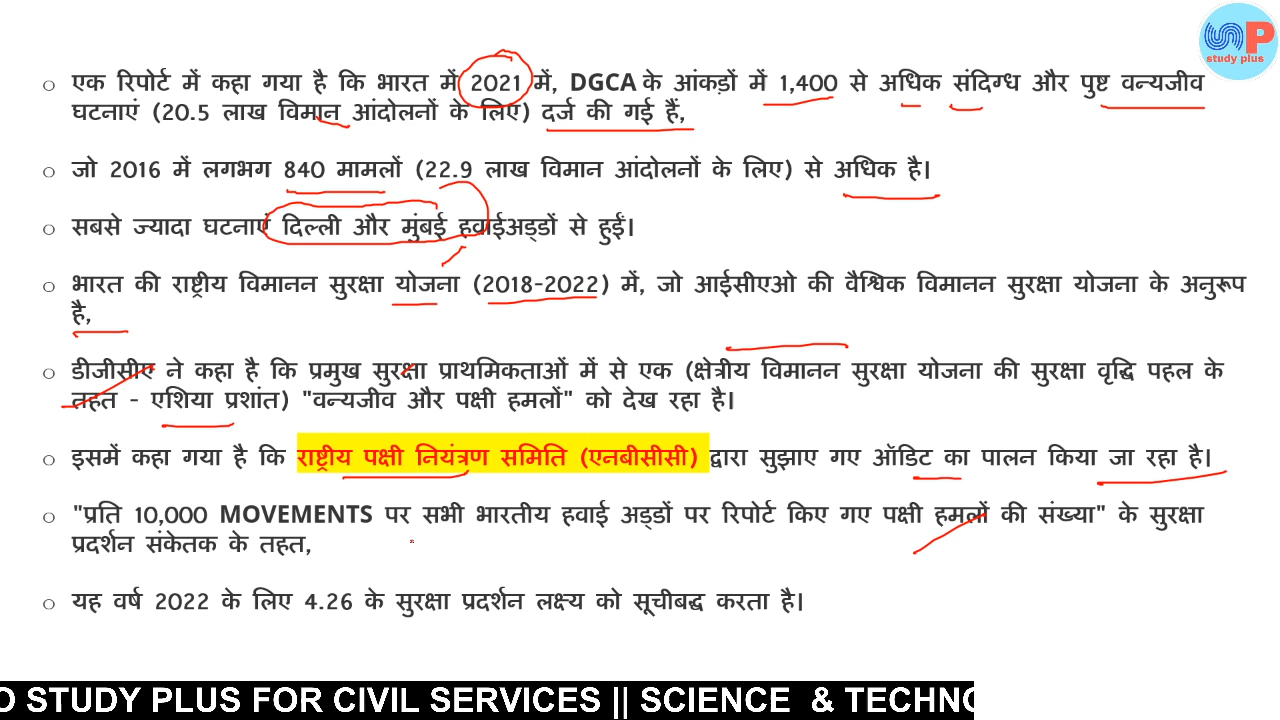 study plus
एक रिपोर्ट में कहा गया है कि भारत में 2021 में, DGCA के आंकड़ों में 1,400 से अधिक संदिग्ध और पुष्ट वन्यजीव
घटनाएं (20.5 लाख विमान आंदोलनों के लिए) दर्ज की गई हैं,
जो 2016 में लगभग 840 मामलों (22.9 लाख विमान आंदोलनों के लिए) से अधिक है।
सबसे ज्यादा घटनाएं दिल्ली और मुंबई हवाईअड्डों से हुईं।
भारत की राष्ट्रीय विमानन सुरक्षा योजना (2018-2022) में, जो आईसीएओ की वैश्विक विमानन सुरक्षा योजना के अनुरूप
है,
डीजीसीए ने कहा है कि प्रमुख सुरक्षा प्राथमिकताओं में से एक (क्षेत्रीय विमानन सुरक्षा योजना की सुरक्षा वृद्धि पहल के
तहत - एशिया प्रशांत) "वन्यजीव और पक्षी हमलों" को देख रहा है।
इसमें कहा गया है कि राष्ट्रीय पक्षी नियंत्रण समिति (एनबीसीसी) द्वारा सुझाए गए ऑडिट का पालन किया जा रहा है।
"प्रति 10,000 MOVEMENTS पर सभी भारतीय हवाई अड्डों पर रिपोर्ट किए गए पक्षी हमलों की संख्या" के सुरक्षा
प्रदर्शन संकेतक के तहत,
यह वर्ष 2022 के लिए 4.26 के सुरक्षा प्रदर्शन लक्ष्य को सूचीबद्ध करता है।
O STUDY PLUS FOR CIVIL SERVICES || SCIENCE & TECHNO